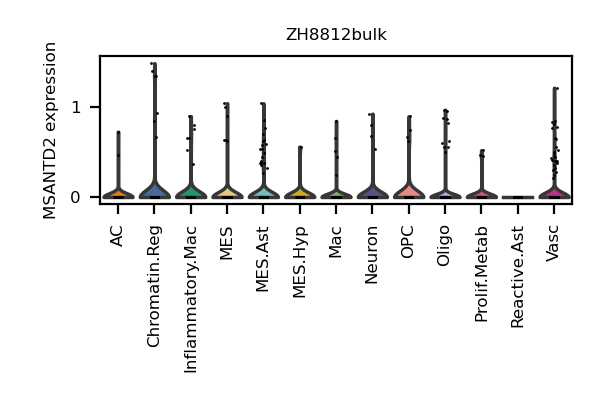 ZH8812bulk
MSANTD2 expression
1
0
AC
Chromatin.Reg
Inflammatory.Mac
MES
MES.Ast
MES.Hyp
Mac
Neuron
OPC
Oligo
Prolif.Metab
Reactive.Ast
Vasc